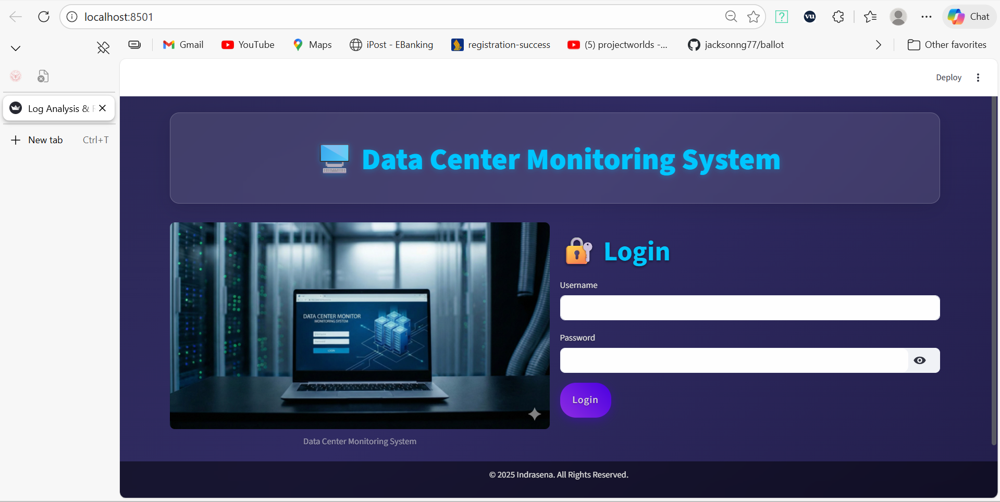 localhost:8501
vu
Chat
Gmail
YouTube
Maps
iPost - EBanking
registration-success
(5) projectworlds -...
jacksonng77/ballot
Other favorites
Deploy
Log Analysis &
New tab
Ctrl+T
Data Center Monitoring System
DATA CENTER MONITOR
MONITORING SYSTEM
LOGIN
Data Center Monitoring System
Login
Username
Password
Login
© 2025 Indrasena. All Rights Reserved.